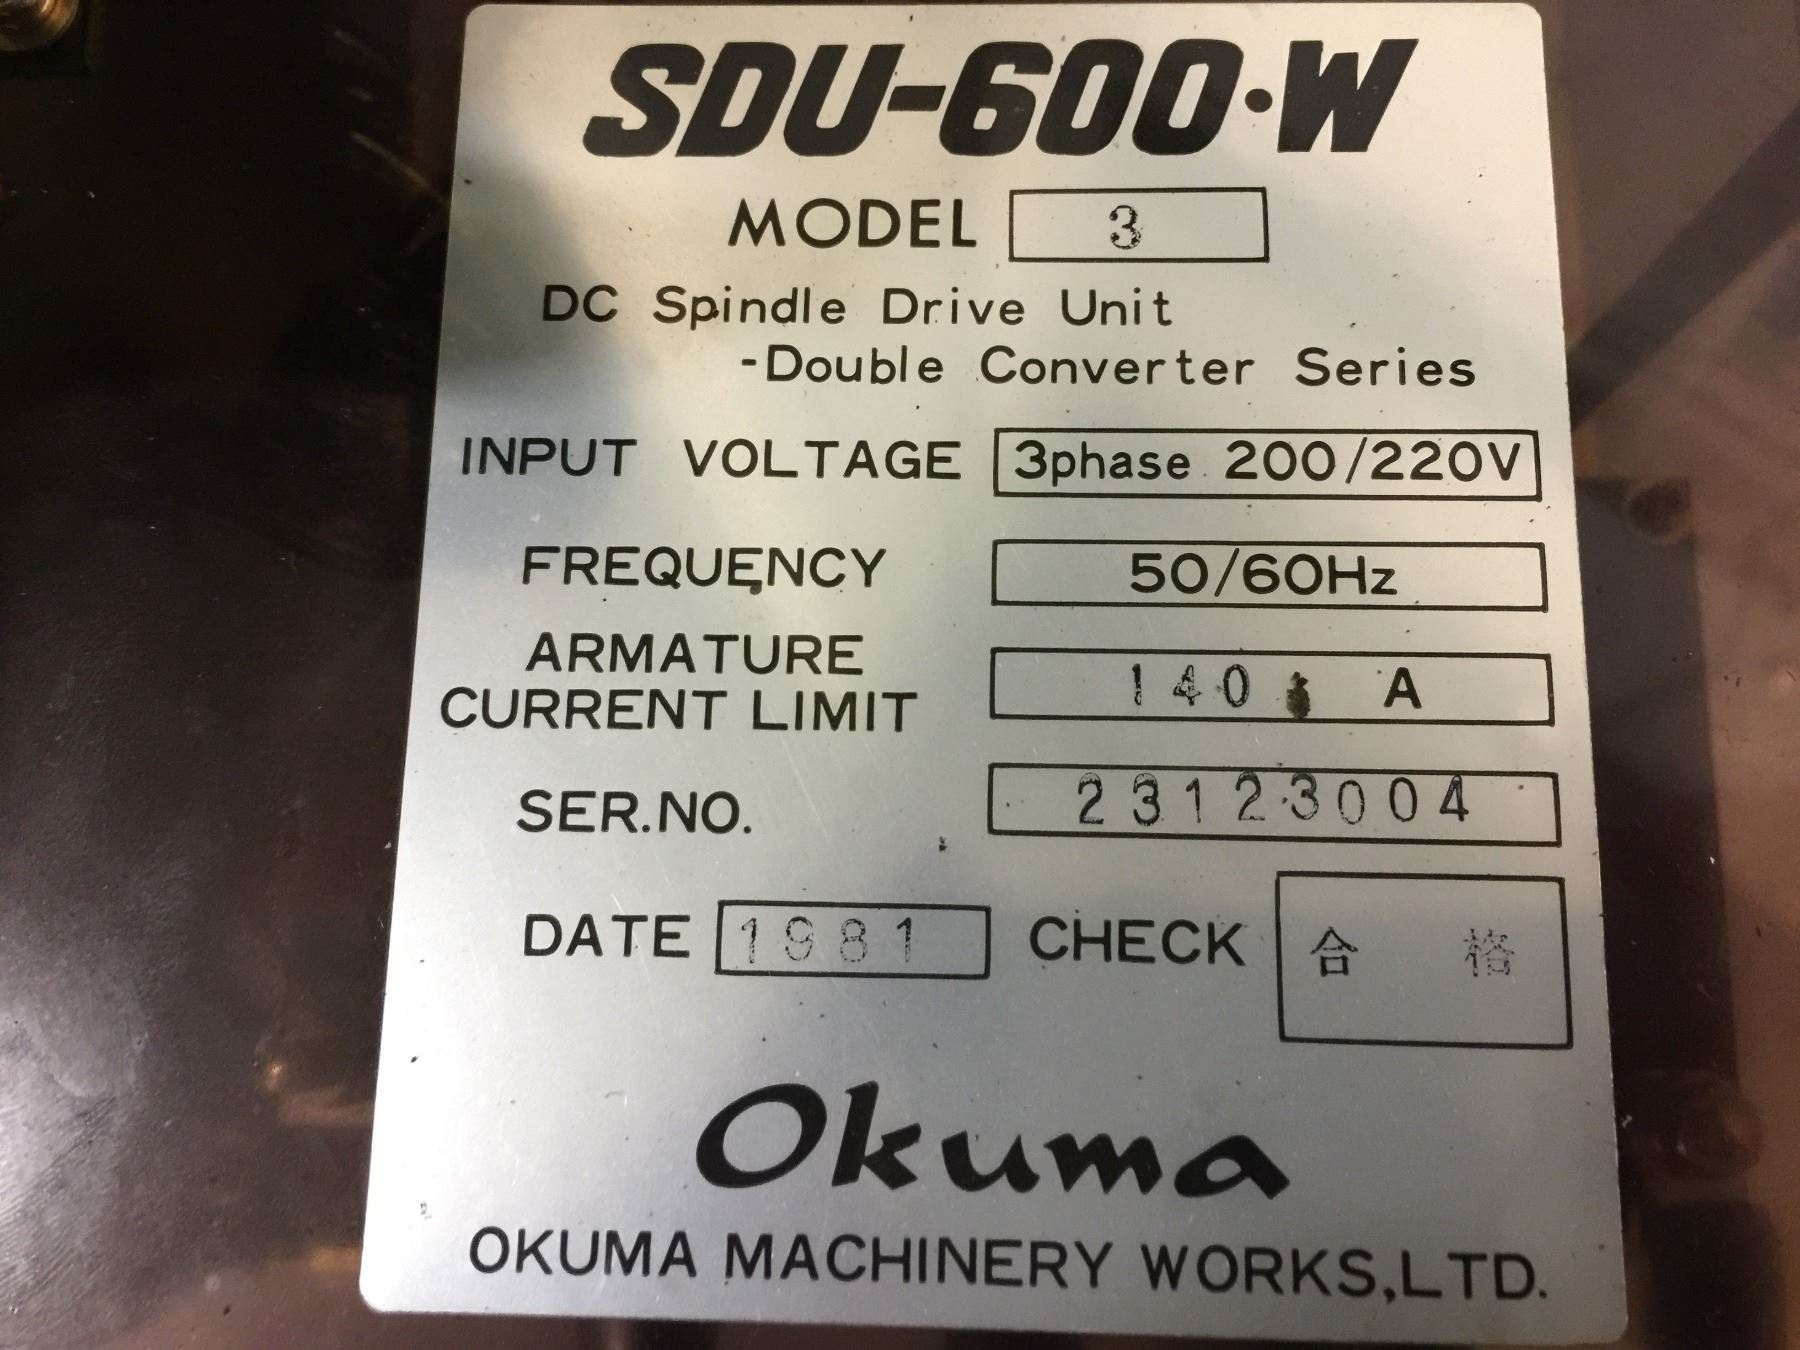 SDU-600·W
MODEL 3
DC Spindle Drive Unit
-Double Converter Series
INPUT VOLTAGE 3phase 200/220V
FREQUENCY 50/60Hz
ARMATURE
CURRENT LIMIT 140 A
SER.NO. 23123004
DATE 1981 CHECK 合格
Okuma
OKUMA MACHINERY WORKS,LTD.